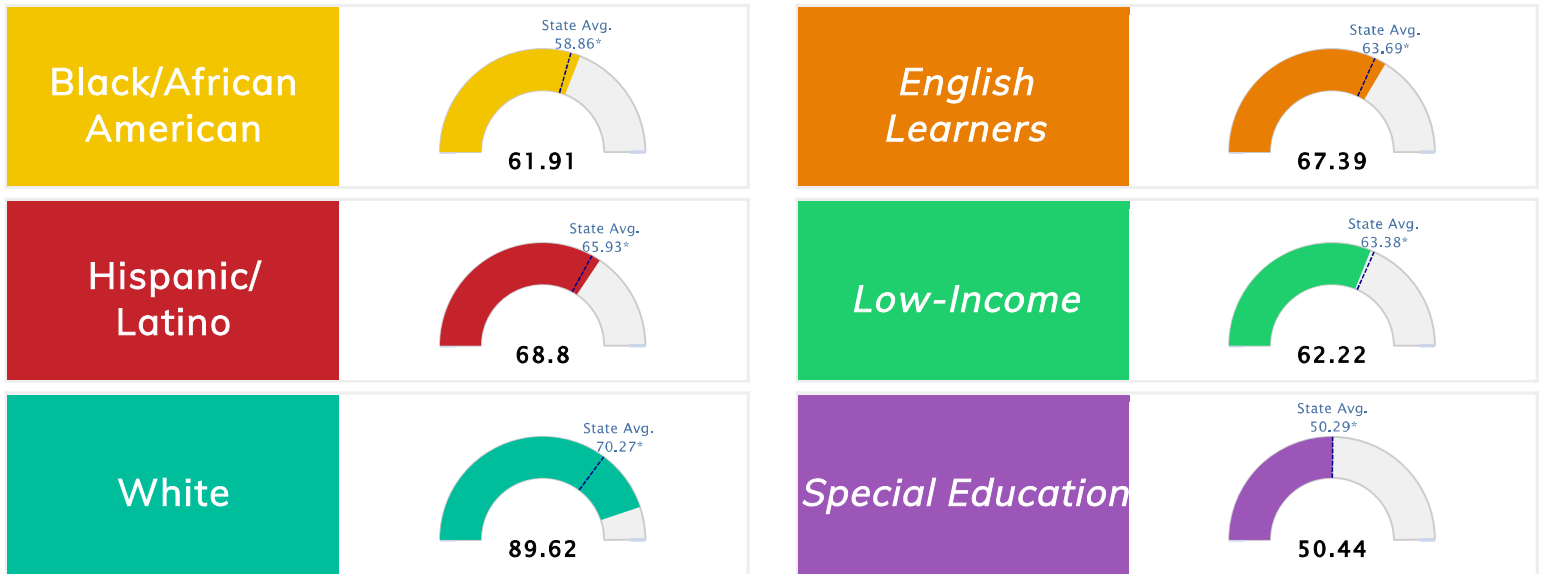 Black/African
American
State Avg.
58.86*
61.91
English
Learners
State Avg.
63.69*
67.39
Hispanic/
Latino
State Avg.
65.93*
68.8
Low-Income
State Avg.
63.38*
62.22
White
State Avg.
70.27*
89.62
Special Education
State Avg.
50.29*
50.44